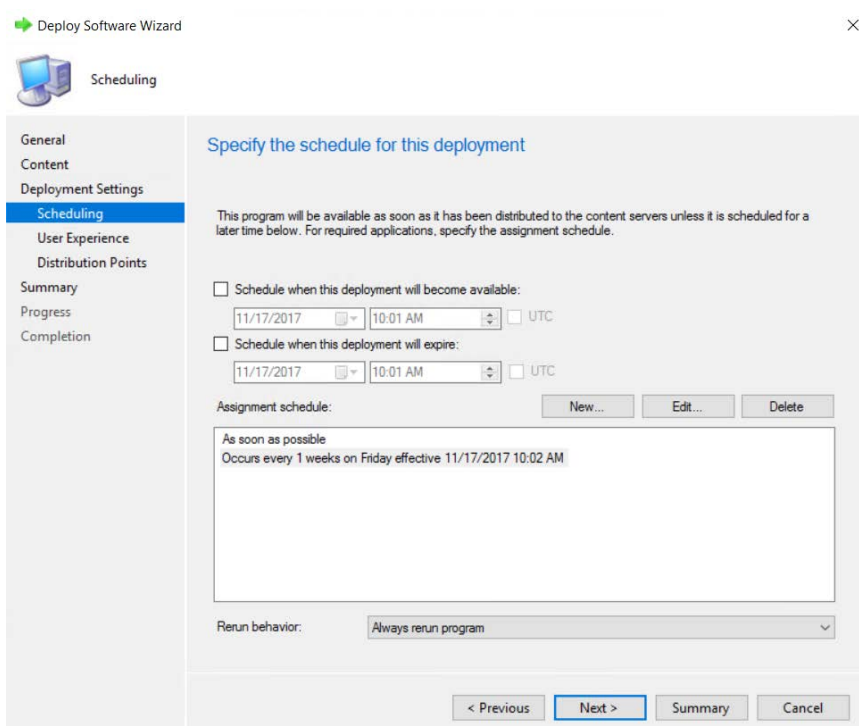 Deploy Software Wizard
Scheduling
General
Content
Deployment Settings
Scheduling
User Experience
Distribution Points
Summary
Progress
Completion
Specify the schedule for this deployment
This program will be available as soon as it has been distributed to the content servers unless it is scheduled for a
later time below. For required applications, specify the assignment schedule.
Schedule when this deployment will become available:
11/17/2017 10:01 AM UTC
Schedule when this deployment will expire:
11/17/2017 10:01 AM UTC
Assignment schedule: New... Edit... Delete
As soon as possible
Occurs every 1 weeks on Friday effective 11/17/2017 10:02 AM
Rerun behavior: Always rerun program
< Previous Next > Summary Cancel